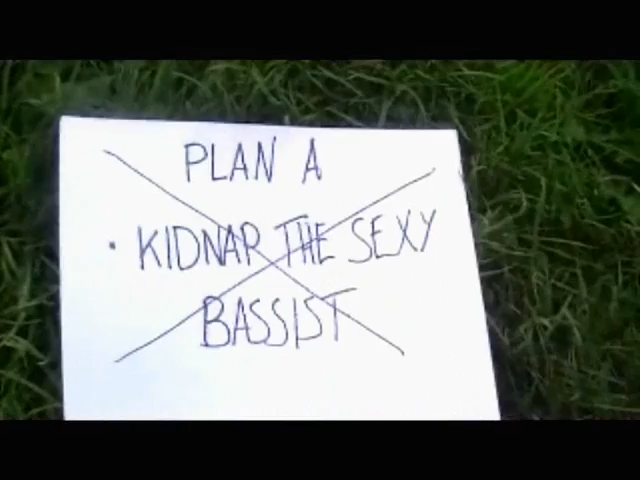 PLAN A
• KIDNAP THE SEXY
BASSIST